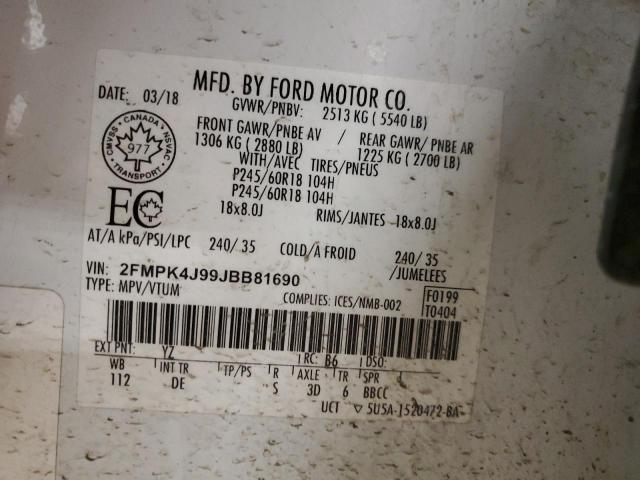 MFD. BY FORD MOTOR CO.
DATE: 03/18
GVWR/PNBV: 2513 KG ( 5540 LB)
FRONT GAWR/PNBE AV / REAR GAWR/ PNBE AR
1306 KG ( 2880 LB) 1225 KG ( 2700 LB)
WITH/AVEC TIRES/PNEUS
P245/60R18 104H
P245/60R18 104H
18x8.0J RIMS/JANTES 18x8.0J
CANADA
CMVSS NSVAC
977
TRANSPORT
EC
AT/A kPa/PSI/LPC 240/ 35 COLD/A FROID 240/ 35
/JUMELEES
VIN: 2FMPK4J99JBB81690
TYPE: MPV/VTUM
COMPLIES: ICES/NMB-002
F0199
T0404
EXT PNT: YZ RC: B6 DSO:
WB INT TR TP/PS R AXLE TR SPR
112 DE S 3D 6 BBCC
UCT ▽ 5U5A-1520472-BA